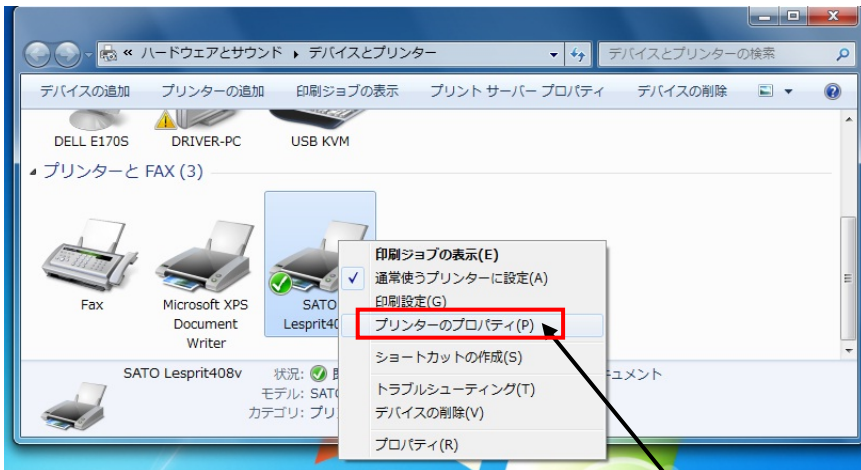 « ハードウェアとサウンド ▸ デバイスとプリンター
デバイスとプリンターの検索
デバイスの追加 プリンターの追加 印刷ジョブの表示 プリント サーバー プロパティ デバイスの削除
DELL E170S
DRIVER-PC
USB KVM
プリンターと FAX (3)
Fax
Microsoft XPS
Document
Writer
SATO
Lesprit40
印刷ジョブの表示(E)
通常使うプリンターに設定(A)
印刷設定(G)
プリンターのプロパティ(P)
ショートカットの作成(S)
トラブルシューティング(T)
デバイスの削除(V)
プロパティ(R)
SATO Lesprit408v
状況:
モデル: SATO
カテゴリ: プリ
ュメント